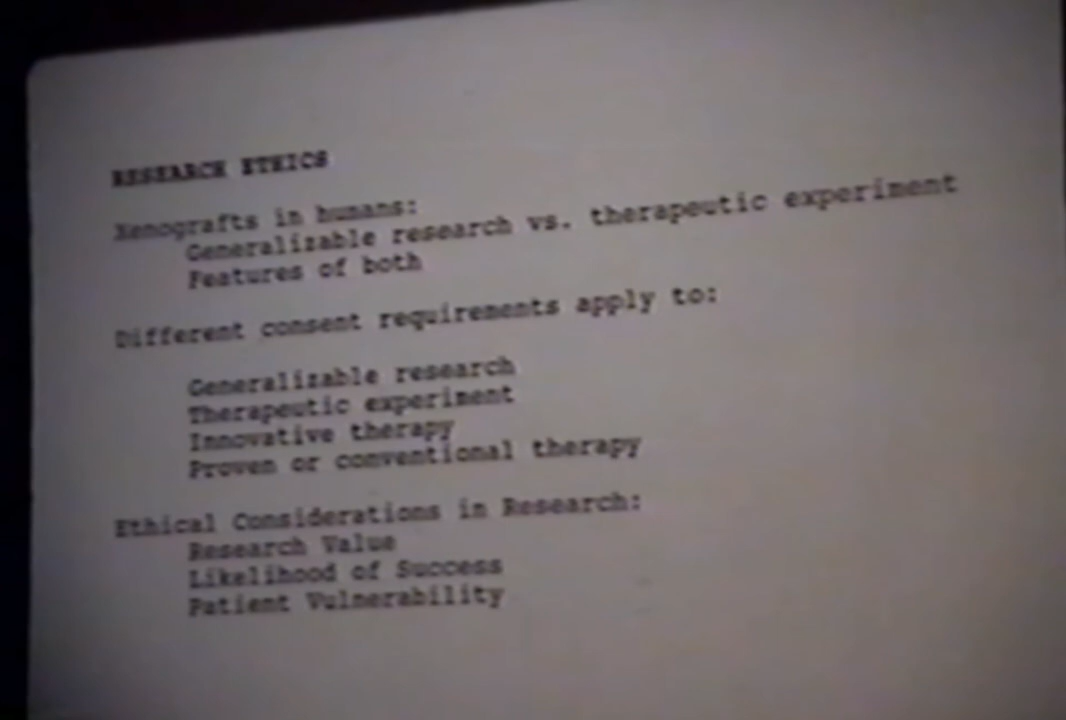 RESEARCH ETHICS
Xenografts in humans:
Generalizable research vs. therapeutic experiment
Features of both
Different consent requirements apply to:
Generalizable research
Therapeutic experiment
Innovative therapy
Proven or conventional therapy
Ethical Considerations in Research:
Research Value
Likelihood of Success
Patient Vulnerability